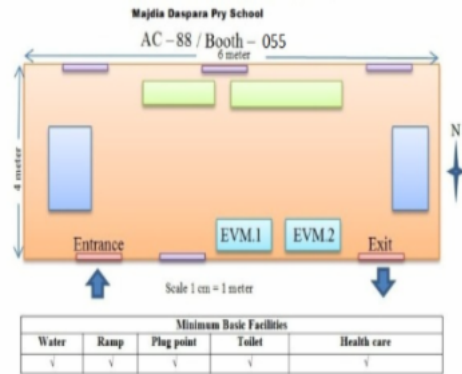 Majdia Daspara Pry School
AC - 88 / Booth - 055
6 meter
4 meter
N
EVM.1 EVM.2
Entrance Exit
Scale 1 cm = 1 meter
Minimum Basic Facilities
Water Ramp Plug point Toilet Health care
√ √ √ √ √